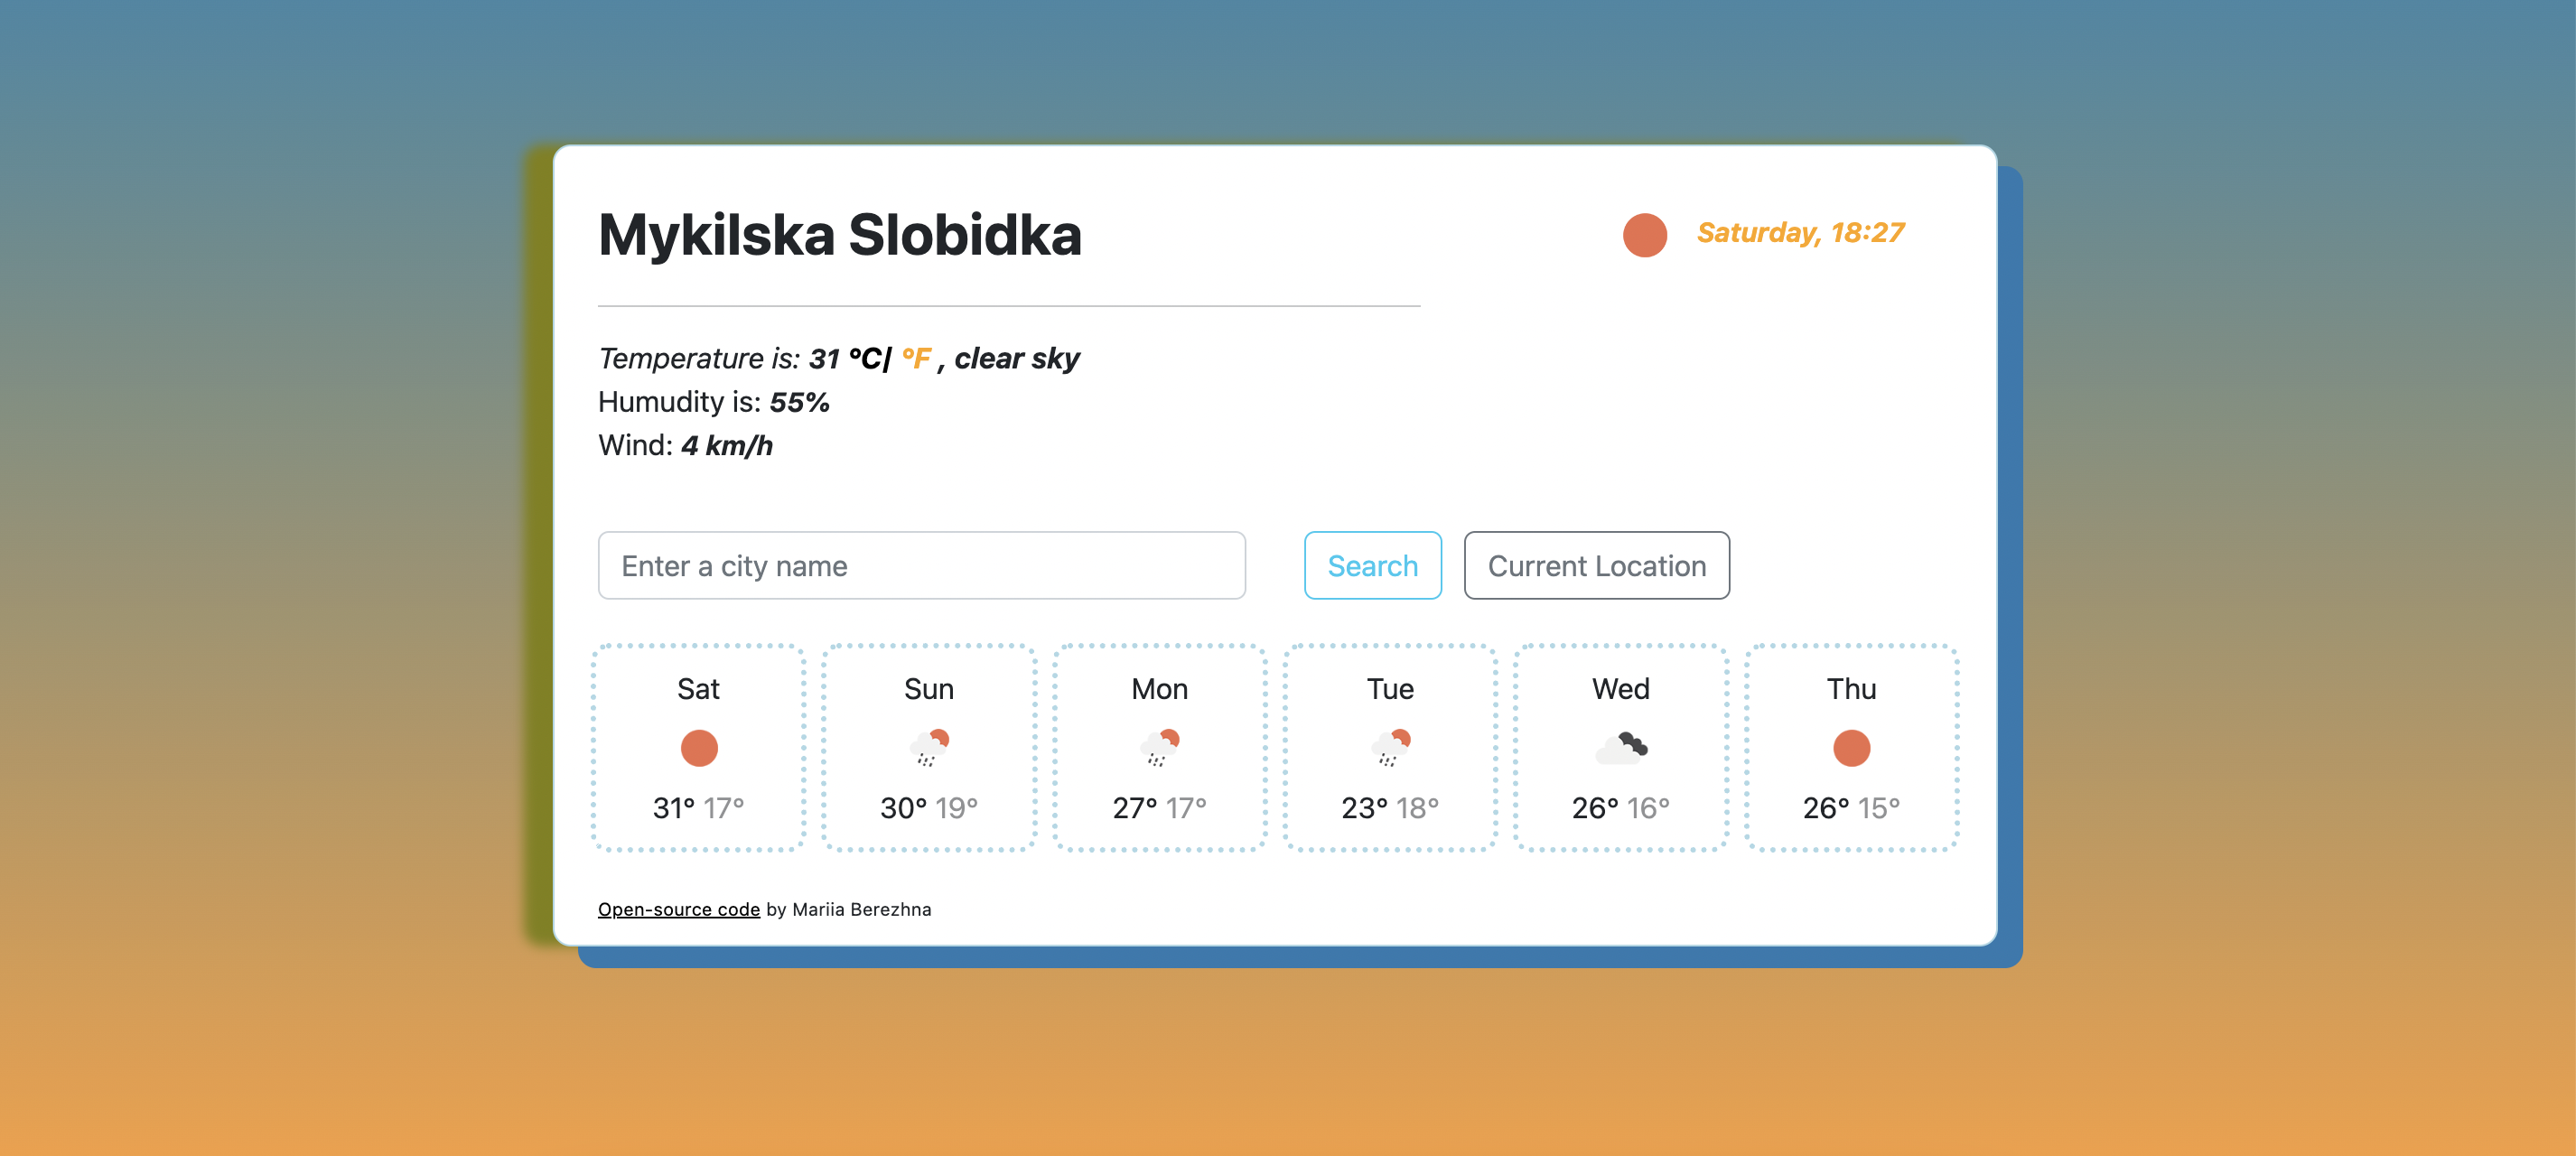 Mykilska Slobidka
Saturday, 18:27
Temperature is: 31 °C| °F , clear sky
Humudity is: 55%
Wind: 4 km/h
Enter a city name
Search
Current Location
Sat
31° 17°
Sun
30° 19°
Mon
27° 17°
Tue
23° 18°
Wed
26° 16°
Thu
26° 15°
Open-source code by Mariia Berezhna